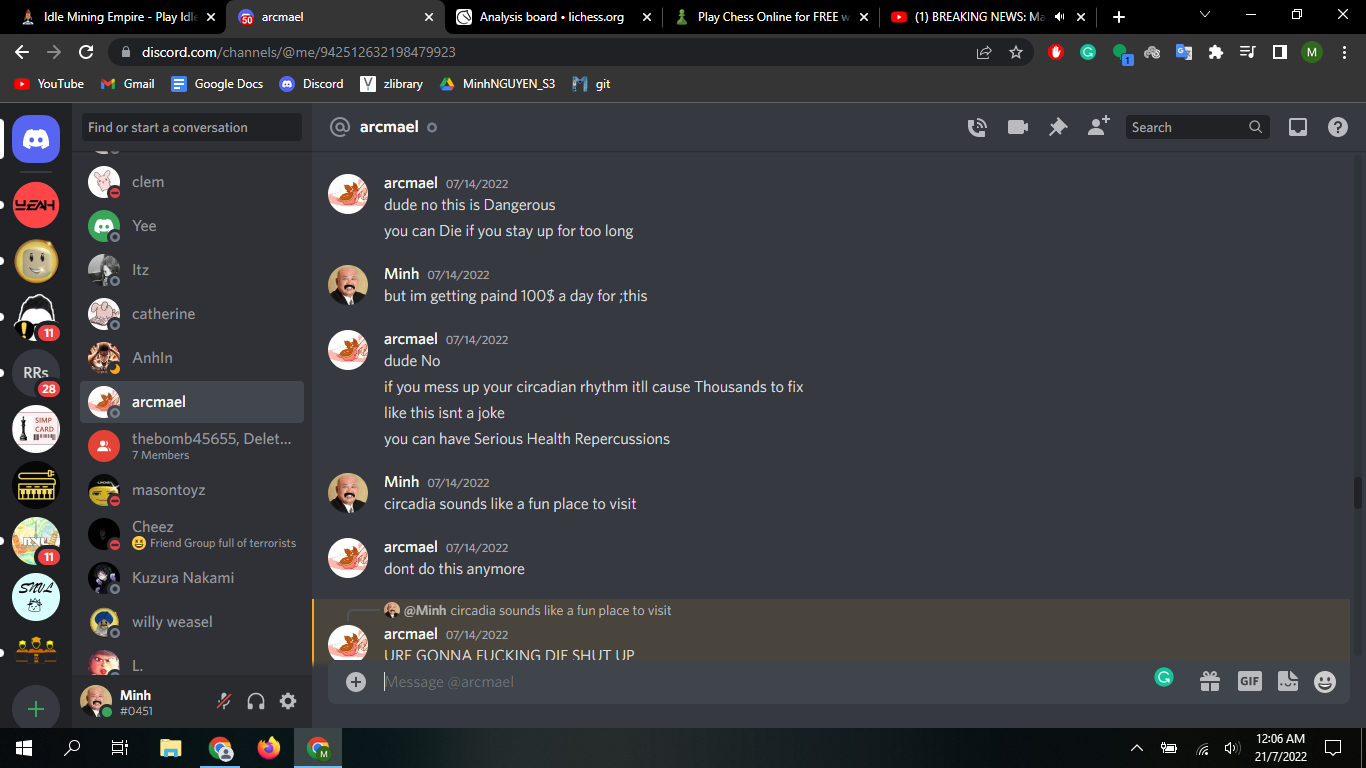 Idle Mining Empire - Play Idle
50
arcmael
Analysis board • lichess.org
Play Chess Online for FREE w
(1) BREAKING NEWS: Ma
discord.com/channels/@me/942512632198479923
G
1
M
YouTube
Gmail
Google Docs
Discord
zlibrary
MinhNGUYEN_S3
git
Find or start a conversation
@ arcmael
Search
YEAH
11
RRs
28
SIMP
CARD
11
SNVL
clem
Yee
Itz
catherine
AnhIn
arcmael
thebomb45655, Delet...
7 Members
masontoyz
Cheez
Friend Group full of terrorists
Kuzura Nakami
willy weasel
L.
Minh
#0451
arcmael 07/14/2022
dude no this is Dangerous
you can Die if you stay up for too long
Minh 07/14/2022
but im getting paind 100$ a day for ;this
arcmael 07/14/2022
dude No
if you mess up your circadian rhythm itll cause Thousands to fix
like this isnt a joke
you can have Serious Health Repercussions
Minh 07/14/2022
circadia sounds like a fun place to visit
arcmael 07/14/2022
dont do this anymore
@Minh circadia sounds like a fun place to visit
arcmael 07/14/2022
URE GONNA FUCKING DIE SHUT UP
Message @arcmael
G
GIF
M
12:06 AM
21/7/2022